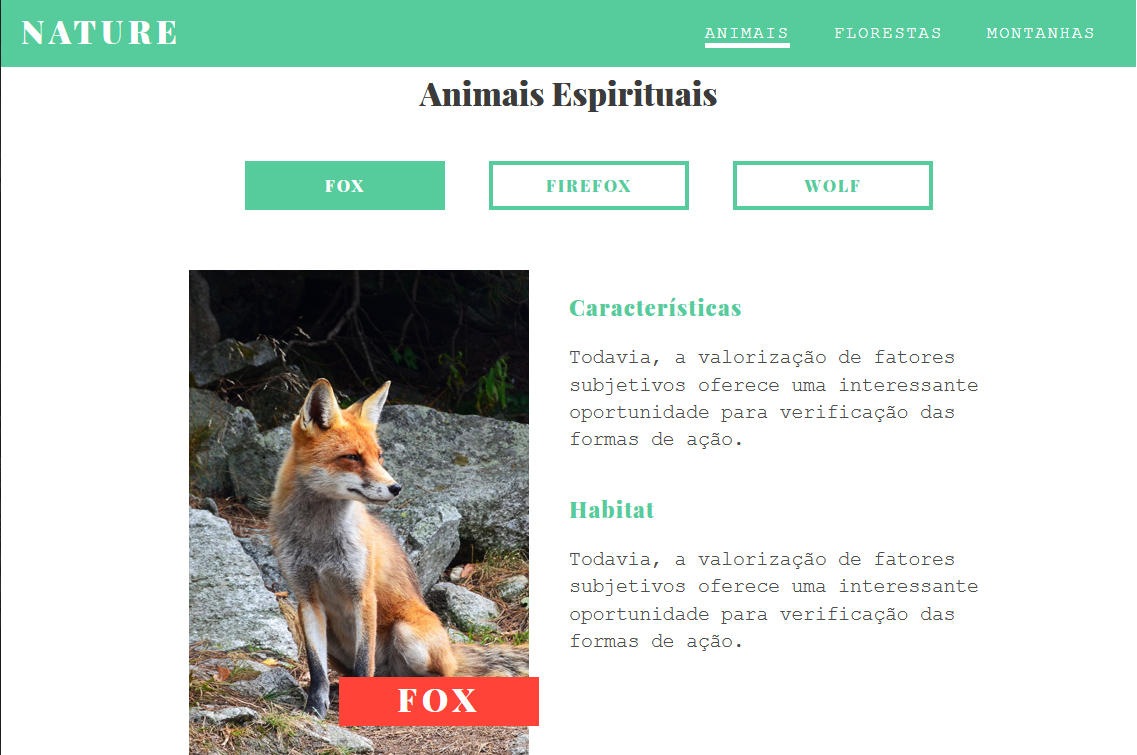 NATURE
ANIMAIS
FLORESTAS
MONTANHAS
Animais Espirituais
FOX
FIREFOX
WOLF
Características
Todavia, a valorização de fatores
subjetivos oferece uma interessante
oportunidade para verificação das
formas de ação.
Habitat
Todavia, a valorização de fatores
subjetivos oferece uma interessante
oportunidade para verificação das
formas de ação.
FOX